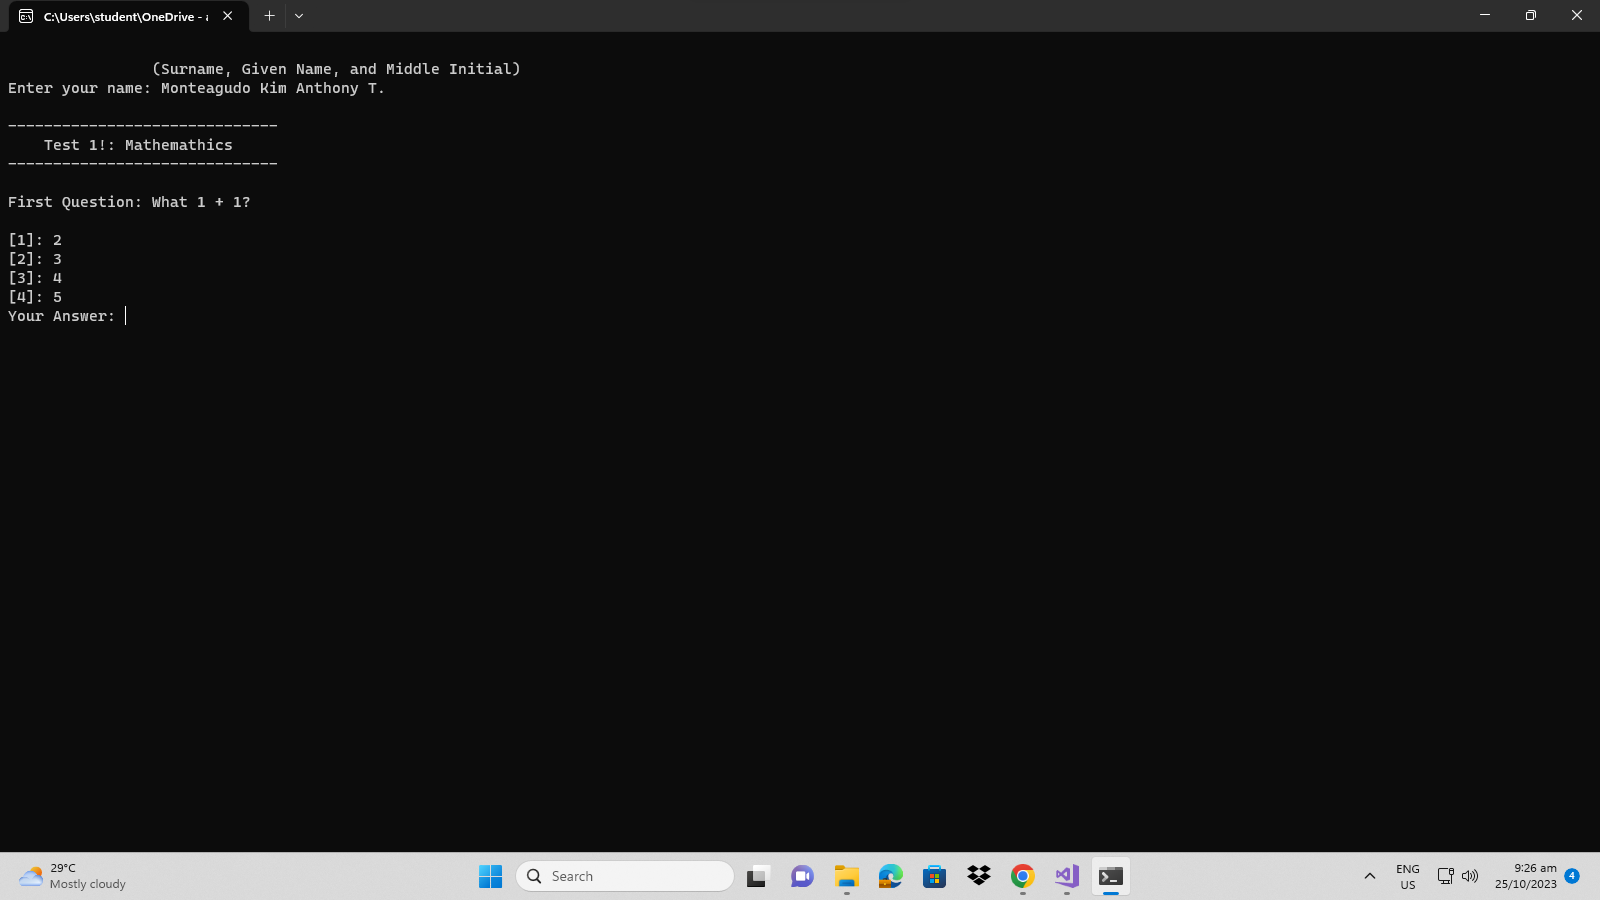 C:\Users\student\OneDrive - a
(Surname, Given Name, and Middle Initial)
Enter your name: Monteagudo Kim Anthony T.
------------------------------
Test 1!: Mathemathics
------------------------------
First Question: What 1 + 1?
[1]: 2
[2]: 3
[3]: 4
[4]: 5
Your Answer:
29°C
Mostly cloudy
Search
ENG
US
9:26 am
25/10/2023
4